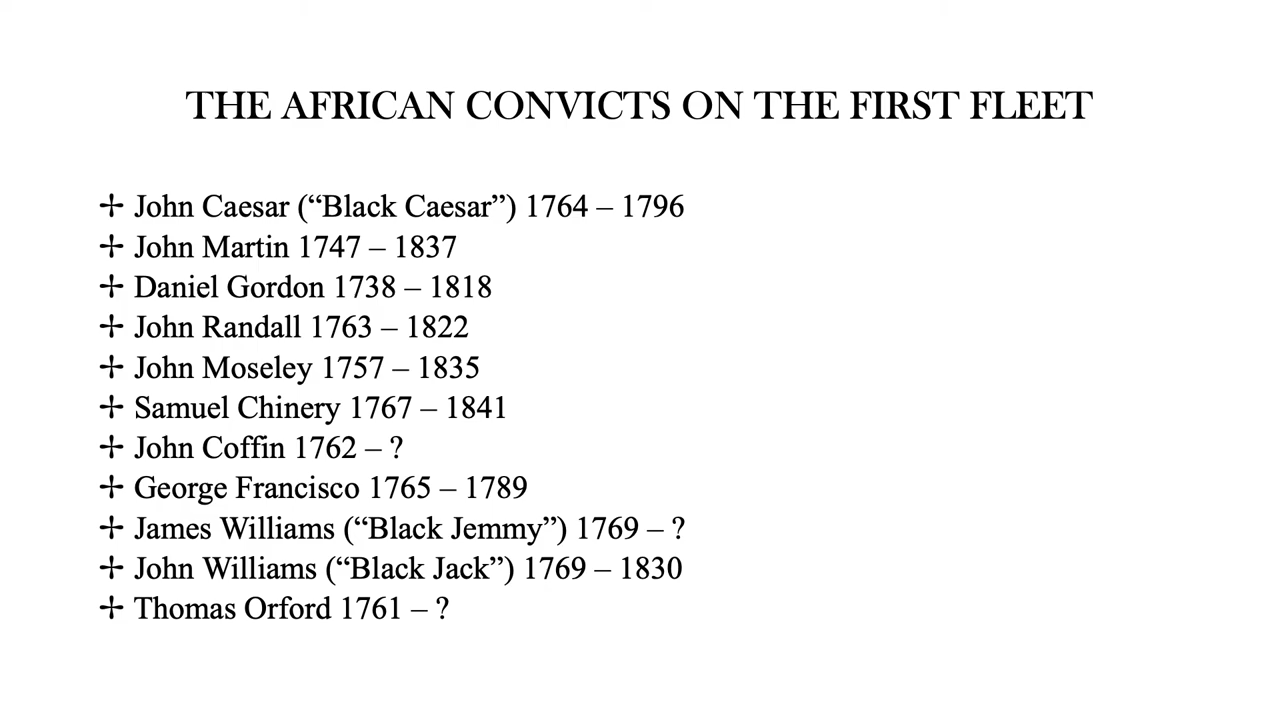 THE AFRICAN CONVICTS ON THE FIRST FLEET
✢ John Caesar (“Black Caesar”) 1764 – 1796
✢ John Martin 1747 – 1837
✢ Daniel Gordon 1738 – 1818
✢ John Randall 1763 – 1822
✢ John Moseley 1757 – 1835
✢ Samuel Chinery 1767 – 1841
✢ John Coffin 1762 – ?
✢ George Francisco 1765 – 1789
✢ James Williams (“Black Jemmy”) 1769 – ?
✢ John Williams (“Black Jack”) 1769 – 1830
✢ Thomas Orford 1761 – ?